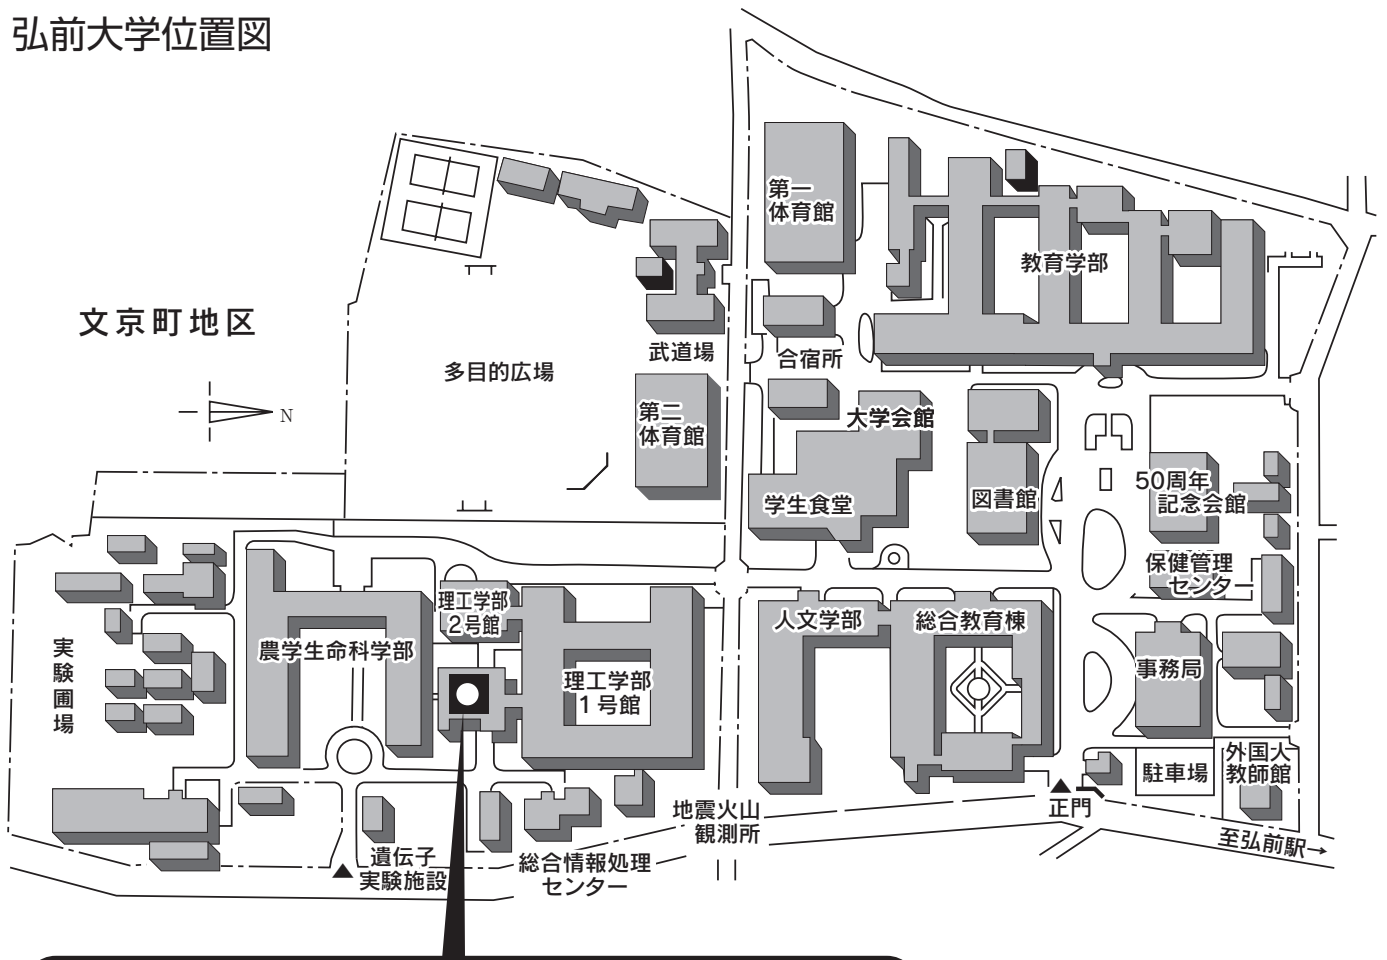 弘前大学位置図
第一
体育館
教育学部
文京町地区
N
多目的広場
武道場
合宿所
第二
体育館
大学会館
学生食堂
図書館
50周年
記念会館
保健管理
センター
実験圃場
農学生命科学部
理工学部
2号館
理工学部
1号館
人文学部
総合教育棟
事務局
外国人
教師館
駐車場
正門
地震火山
観測所
至弘前駅→
遺伝子
実験施設
総合情報処理
センター